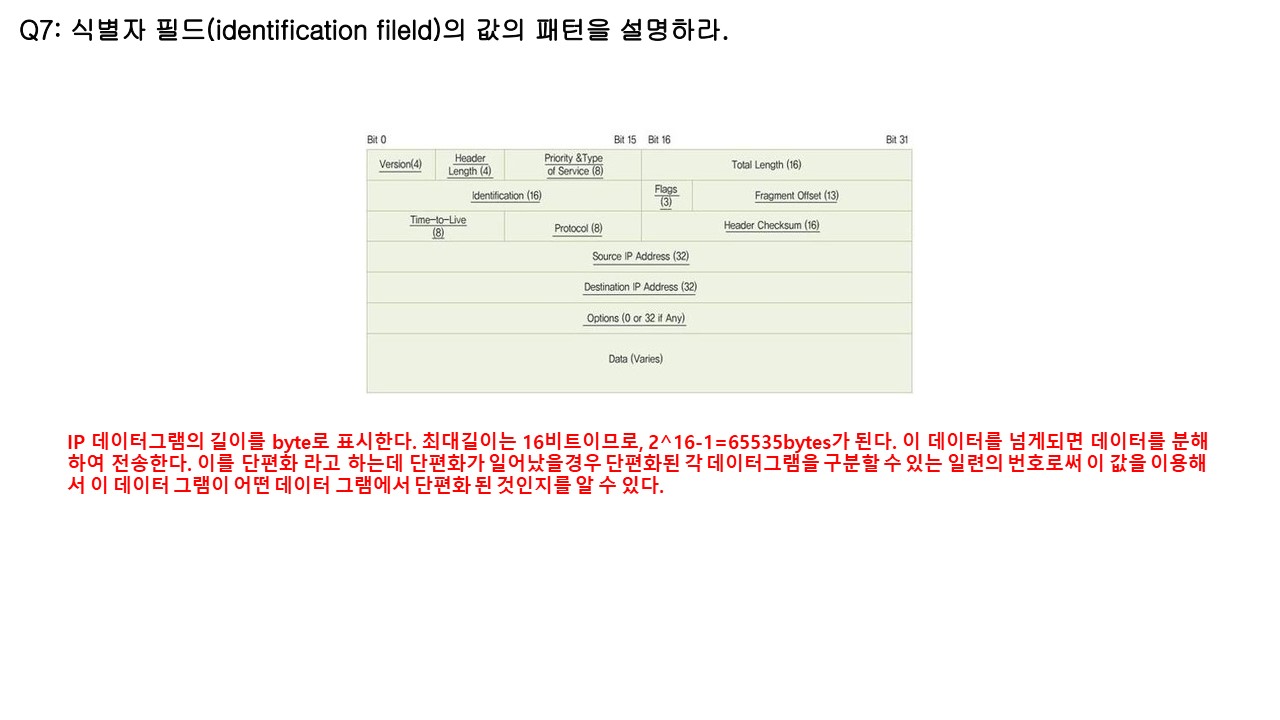 Q7: 식별자 필드(identification fileld)의 값의 패턴을 설명하라.
Bit 0 Bit 15 Bit 16 Bit 31
Version(4)
Header
Length (4)
Priority &Type
of Service (8)
Total Length (16)
Identification (16)
Flags
(3)
Fragment Offset (13)
Time-to-Live
(8)
Protocol (8)
Header Checksum (16)
Source IP Address (32)
Destination IP Address (32)
Options (0 or 32 if Any)
Data (Varies)
IP 데이터그램의 길이를 byte로 표시한다. 최대길이는 16비트이므로, 2^16-1=65535bytes가 된다. 이 데이터를 넘게되면 데이터를 분해
하여 전송한다. 이를 단편화 라고 하는데 단편화가 일어났을경우 단편화된 각 데이터그램을 구분할 수 있는 일련의 번호로써 이 값을 이용해
서 이 데이터 그램이 어떤 데이터 그램에서 단편화 된 것인지를 알 수 있다.